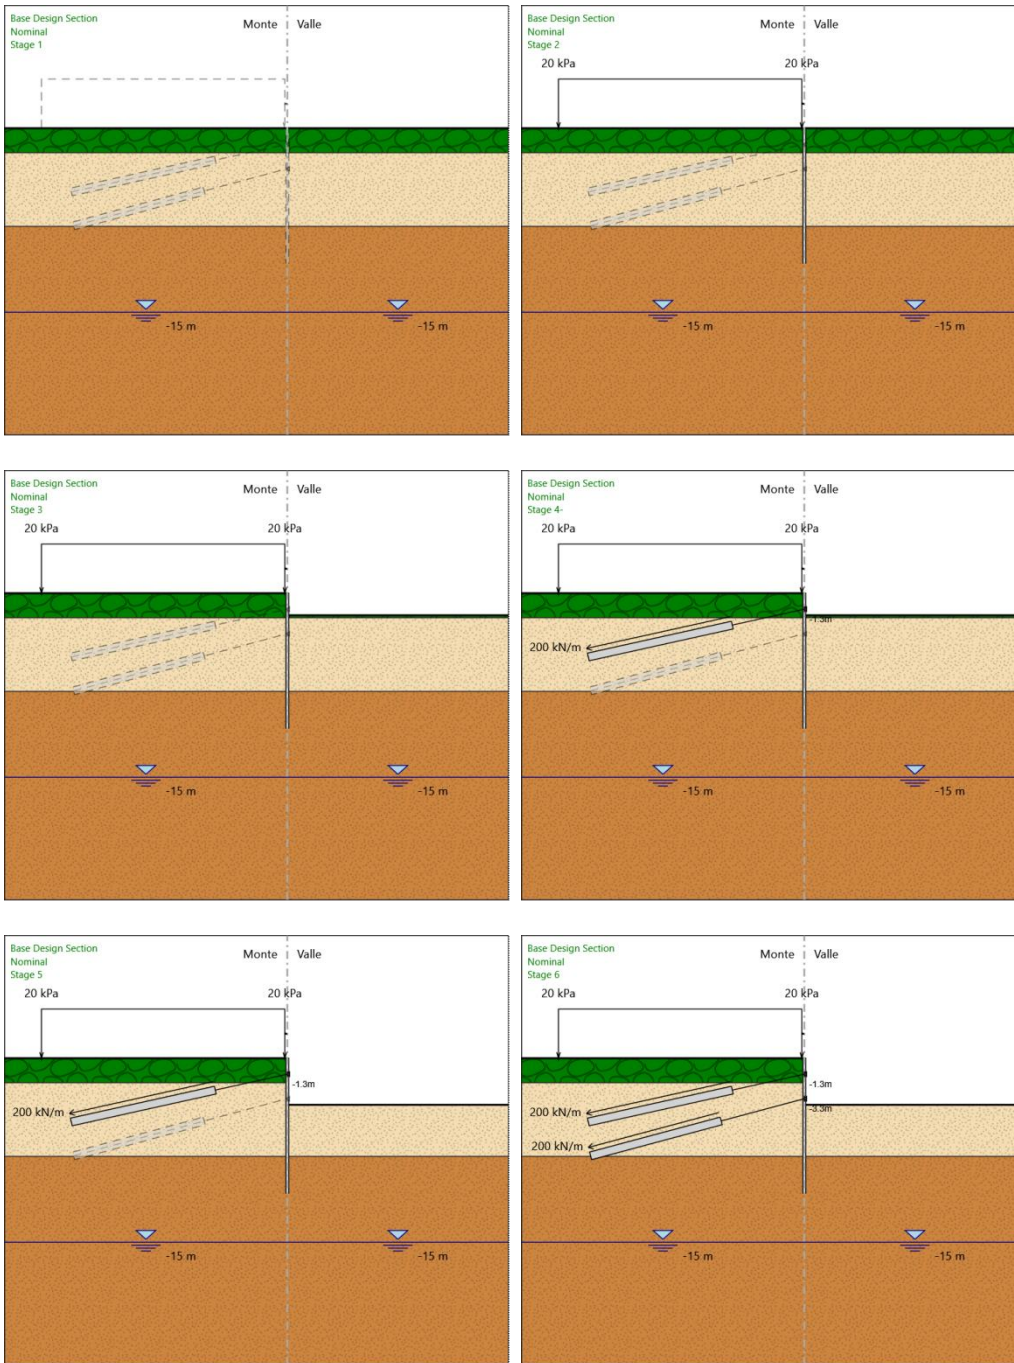 Base Design Section
Nominal
Stage 1
Monte Valle
-15 m -15 m
Base Design Section
Nominal
Stage 2
Monte Valle
20 kPa 20 kPa
-15 m -15 m
Base Design Section
Nominal
Stage 3
Monte Valle
20 kPa 20 kPa
-15 m -15 m
Base Design Section
Nominal
Stage 4-
Monte Valle
20 kPa 20 kPa
-1.3m
200 kN/m
-15 m -15 m
Base Design Section
Nominal
Stage 5
Monte Valle
20 kPa 20 kPa
-1.3m
200 kN/m
-15 m -15 m
Base Design Section
Nominal
Stage 6
Monte Valle
20 kPa 20 kPa
-1.3m
-3.3m
200 kN/m
200 kN/m
-15 m -15 m